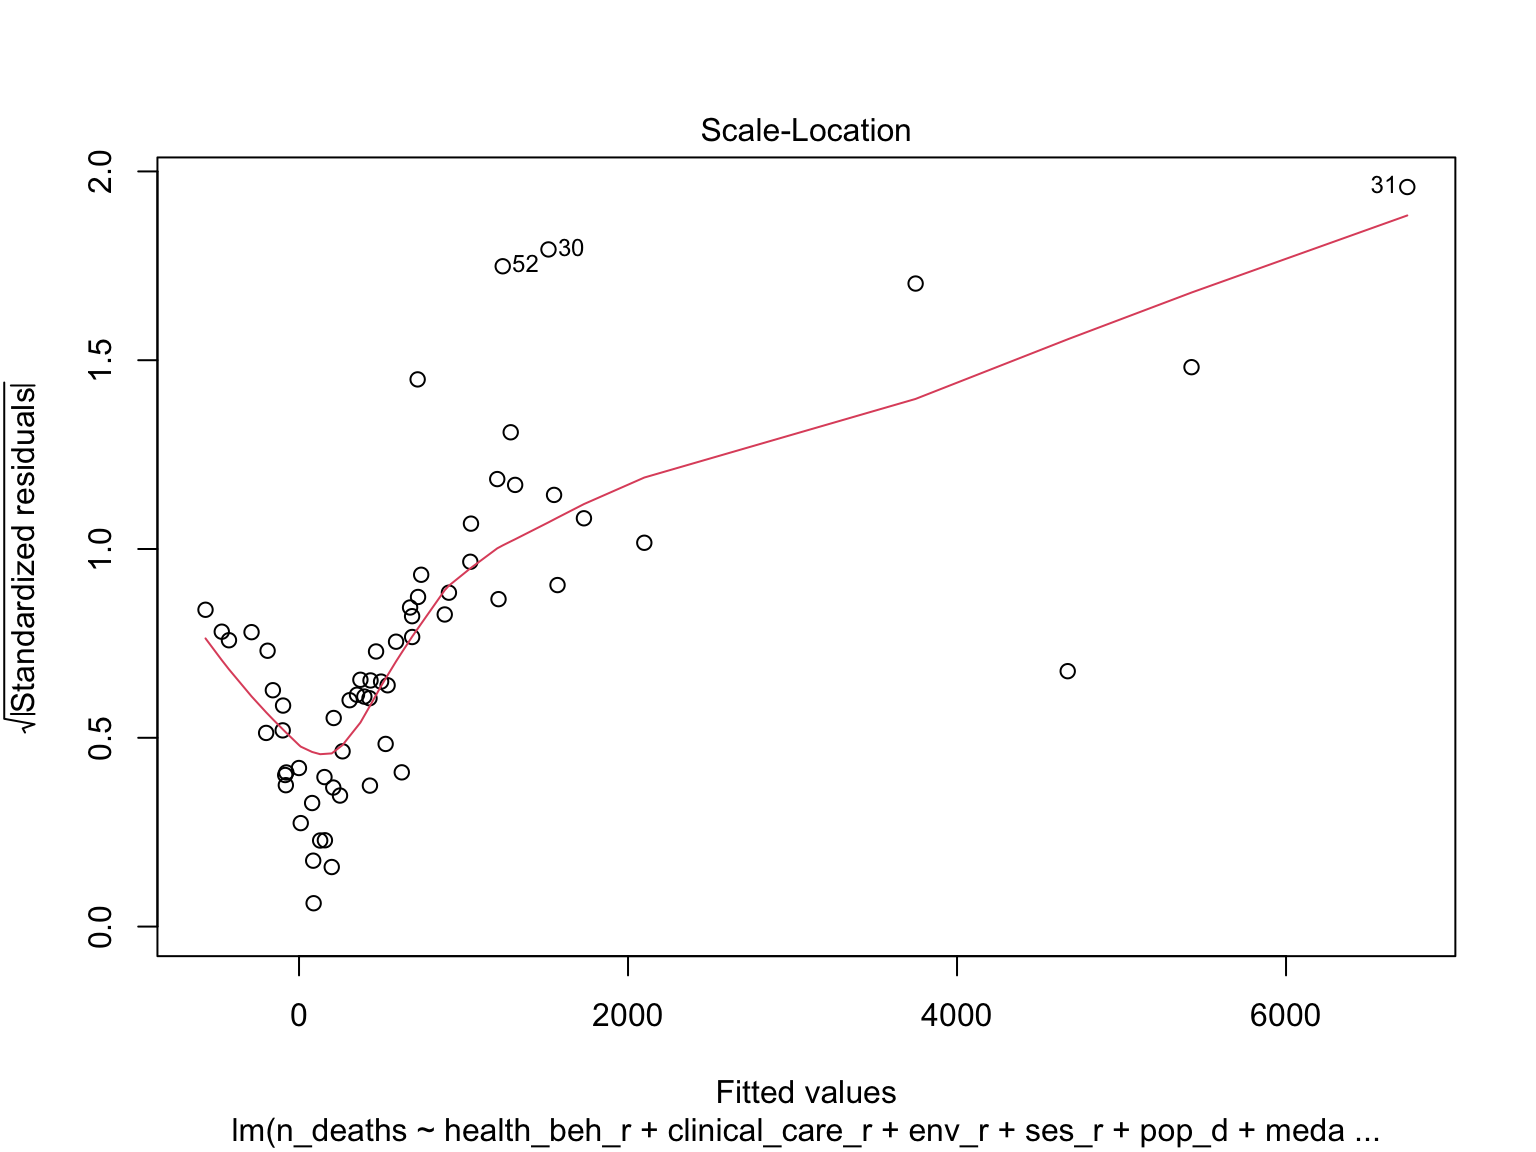 Scale-Location
2.0
1.5
1.0
0.5
0.0
√|Standardized residuals|
31
30
52
0 2000 4000 6000
Fitted values
lm(n_deaths ~ health_beh_r + clinical_care_r + env_r + ses_r + pop_d + meda ...